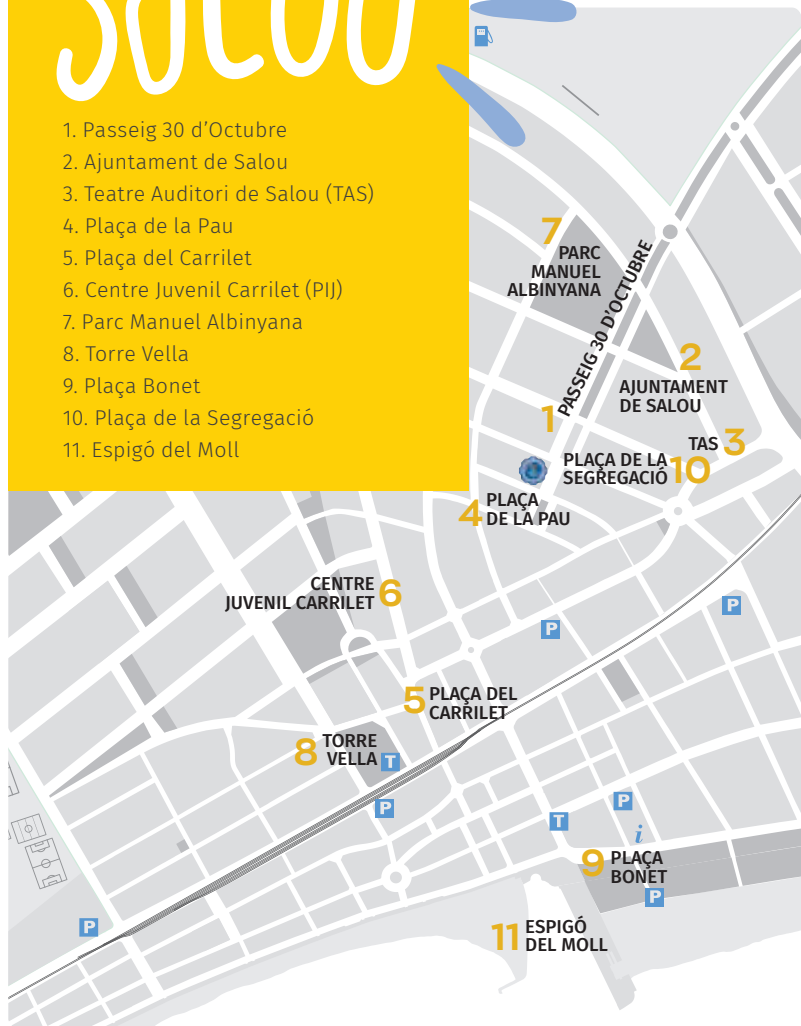 SALOU
1. Passeig 30 d'Octubre
2. Ajuntament de Salou
3. Teatre Auditori de Salou (TAS)
4. Plaça de la Pau
5. Plaça del Carrilet
6. Centre Juvenil Carrilet (PIJ)
7. Parc Manuel Albinyana
8. Torre Vella
9. Plaça Bonet
10. Plaça de la Segregació
11. Espigó del Moll
7
PARC
MANUEL
ALBINYANA
PASSEIG 30 D'OCTUBRE
1
2
AJUNTAMENT
DE SALOU
TAS 3
PLAÇA DE LA
SEGREGACIÓ 10
4 PLAÇA
DE LA PAU
CENTRE
JUVENIL CARRILET 6
P
P
5 PLAÇA DEL
CARRILET
8 TORRE
VELLA
T
P
P
T
i
9 PLAÇA
BONET
P
P
11 ESPIGÓ
DEL MOLL